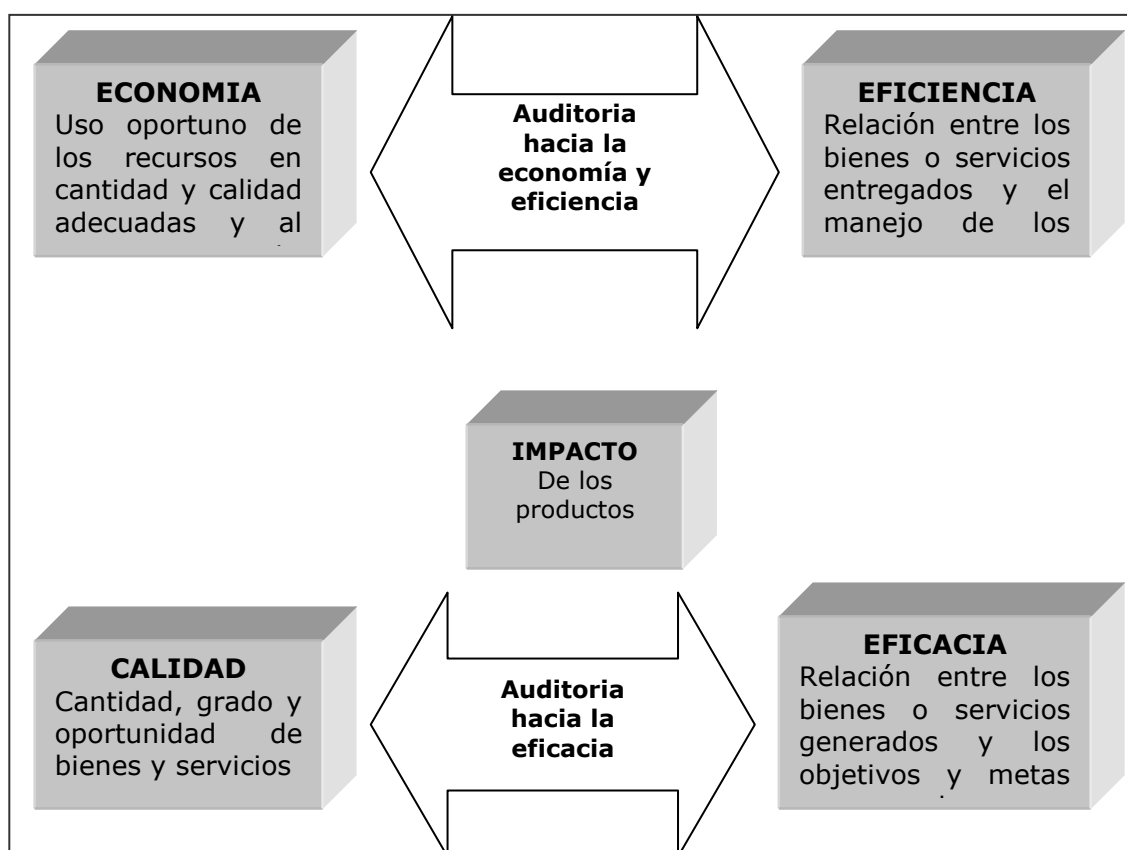 ECONOMIA
Uso oportuno de
los recursos en
cantidad y calidad
adecuadas y al
Auditoria
hacia la
economía y
eficiencia
EFICIENCIA
Relación entre los
bienes o servicios
entregados y el
manejo de los
IMPACTO
De los
productos
CALIDAD
Cantidad, grado y
oportunidad de
bienes y servicios
Auditoria
hacia la
eficacia
EFICACIA
Relación entre los
bienes o servicios
generados y los
objetivos y metas